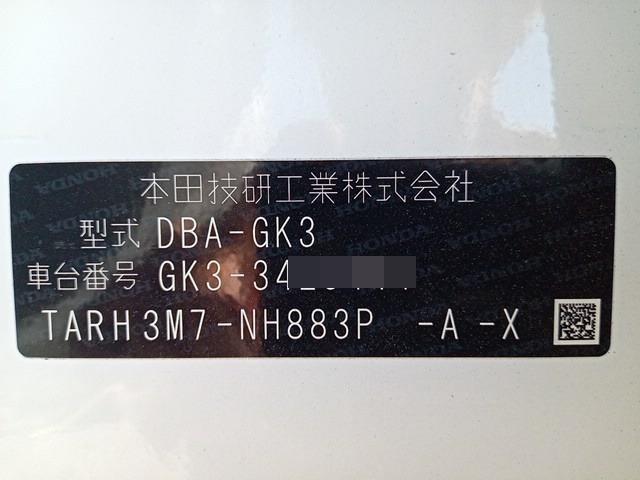 本田技研工業株式会社
型式 DBA-GK3
車台番号 GK3-34
TARH3M7-NH883P -A -X